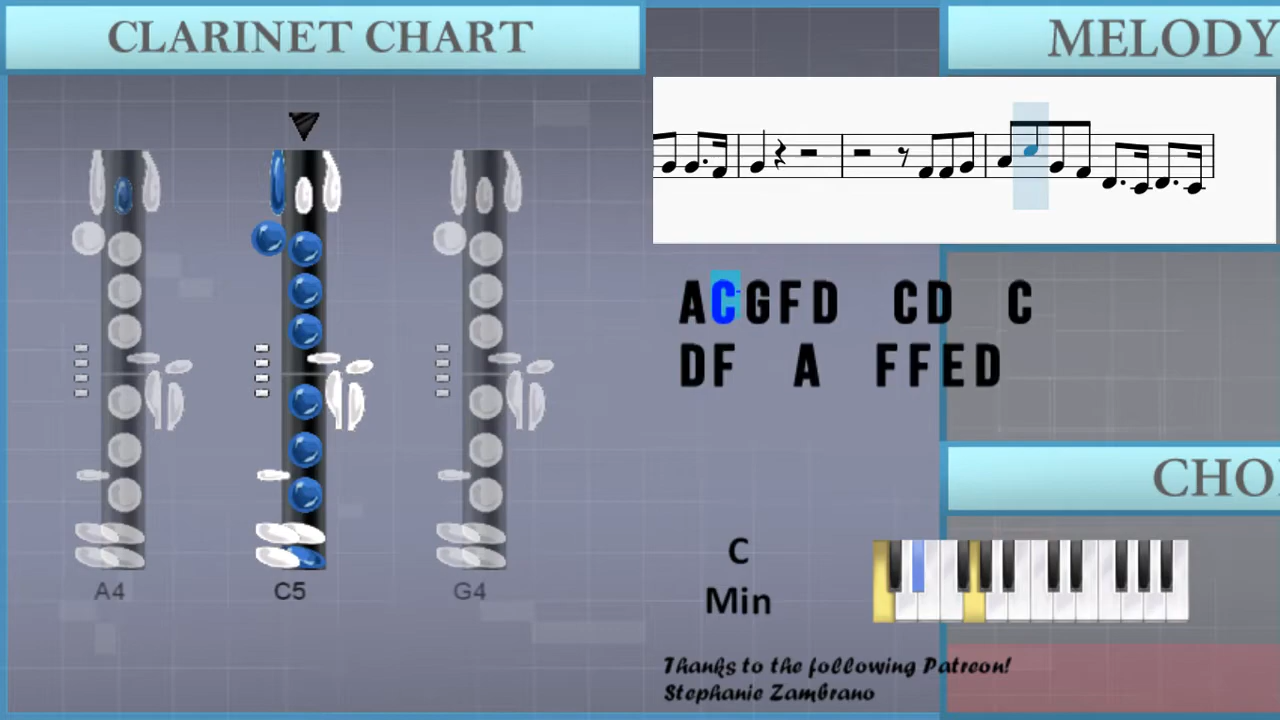 CLARINET CHART
MELODY
ACGFD CD C
DF A FFED
A4 C5 G4
CHO
C
Min
Thanks to the following Patreon!
Stephanie Zambrano